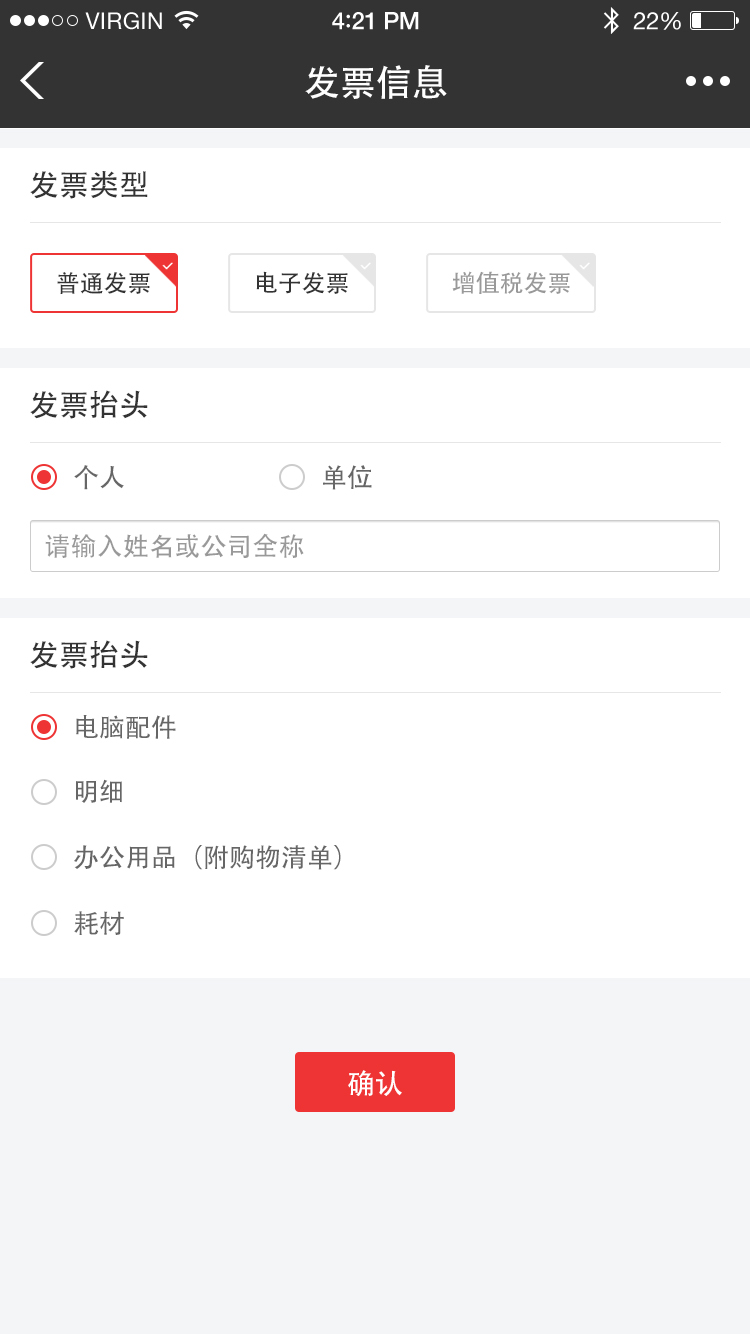 VIRGIN 4:21 PM 22%
发票信息
发票类型
普通发票 电子发票 增值税发票
发票抬头
个人 单位
请输入姓名或公司全称
发票抬头
电脑配件
明细
办公用品（附购物清单）
耗材
确认